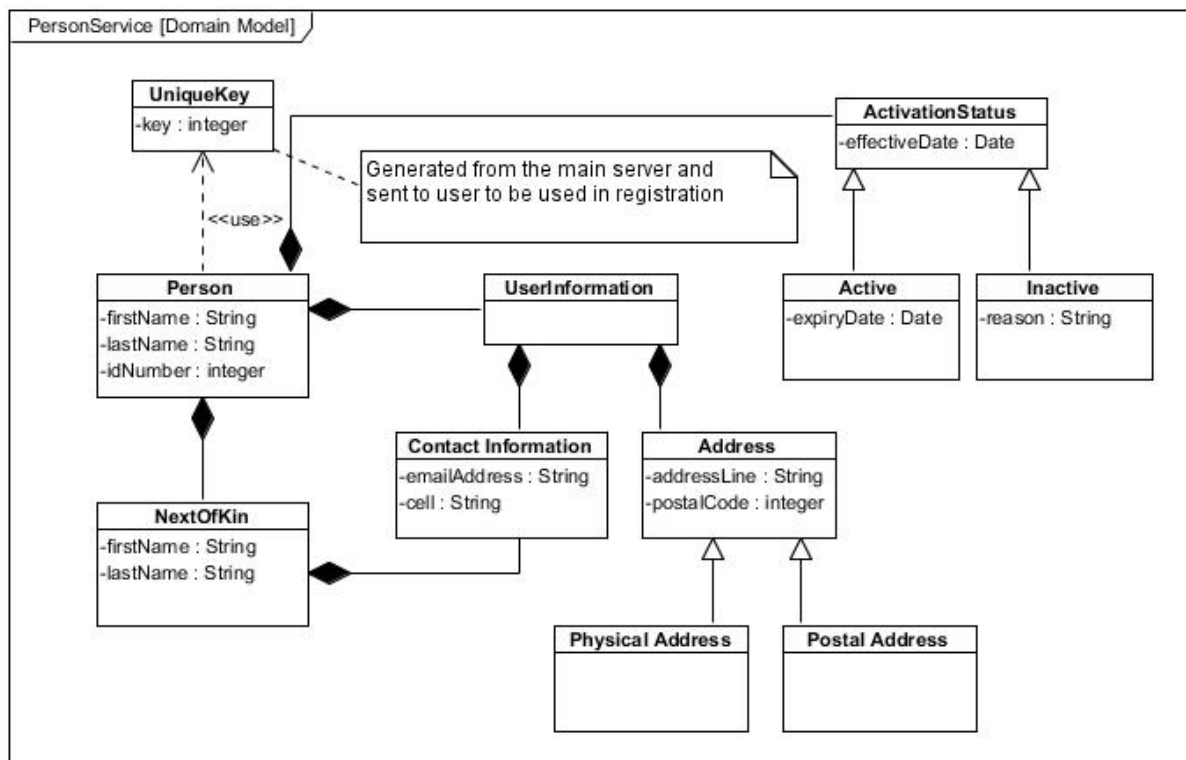 PersonService [Domain Model]
UniqueKey
-key : integer
Generated from the main server and
sent to user to be used in registration
ActivationStatus
-effectiveDate : Date
<<use>>
Person
-firstName : String
-lastName : String
-idNumber : integer
UserInformation
Active
-expiryDate : Date
Inactive
-reason : String
Contact Information
-emailAddress : String
-cell : String
Address
-addressLine : String
-postalCode : integer
NextOfKin
-firstName : String
-lastName : String
Physical Address
Postal Address